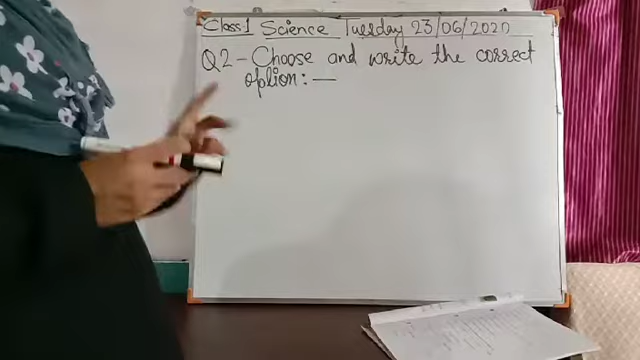 Class 1 Science Tuesday 23/06/2020
Q2 - Choose and write the correct
option : —